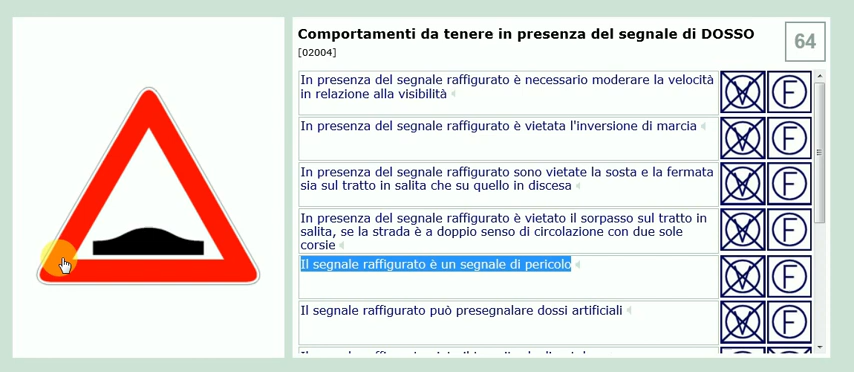 Comportamenti da tenere in presenza del segnale di DOSSO
[02004]
64
In presenza del segnale raffigurato è necessario moderare la velocità
in relazione alla visibilità
V F
In presenza del segnale raffigurato è vietata l'inversione di marcia
V F
In presenza del segnale raffigurato sono vietate la sosta e la fermata
sia sul tratto in salita che su quello in discesa
V F
In presenza del segnale raffigurato è vietato il sorpasso sul tratto in
salita, se la strada è a doppio senso di circolazione con due sole
corsie
V F
Il segnale raffigurato è un segnale di pericolo
V F
Il segnale raffigurato può presegnalare dossi artificiali
V F